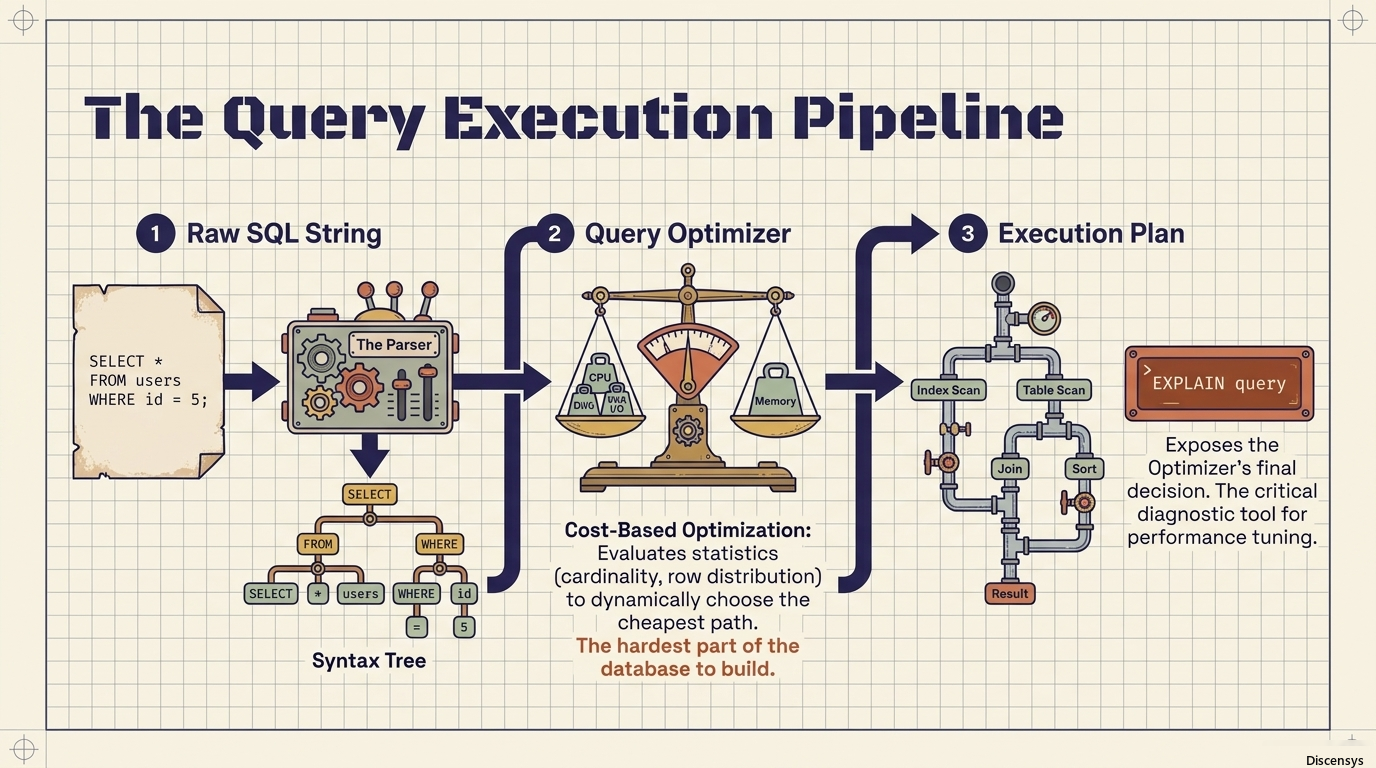 The Query Execution Pipeline
1 Raw SQL String
SELECT *
FROM users
WHERE id = 5;
The Parser
SELECT
FROM
WHERE
SELECT
*
users
WHERE
id
=
5
Syntax Tree
2 Query Optimizer
CPU
DWG
I/O
Memory
Cost-Based Optimization:
Evaluates statistics
(cardinality, row distribution)
to dynamically choose the
cheapest path.
The hardest part of the
database to build.
3 Execution Plan
Index Scan
Table Scan
Join
Sort
Result
>EXPLAIN query
Exposes the
Optimizer's final
decision. The critical
diagnostic tool for
performance tuning.
Discensys